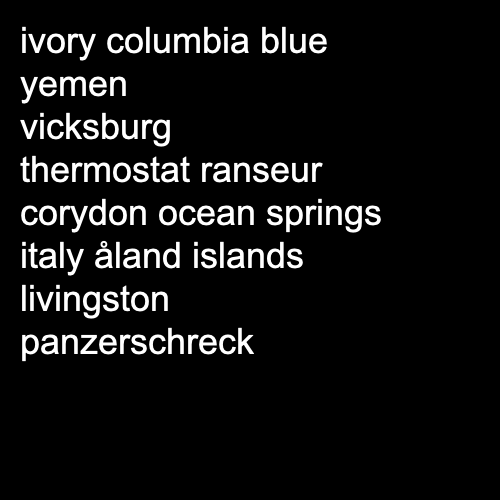 ivory columbia blue
yemen
vicksburg
thermostat ranseur
corydon ocean springs
italy åland islands
livingston
panzerschreck